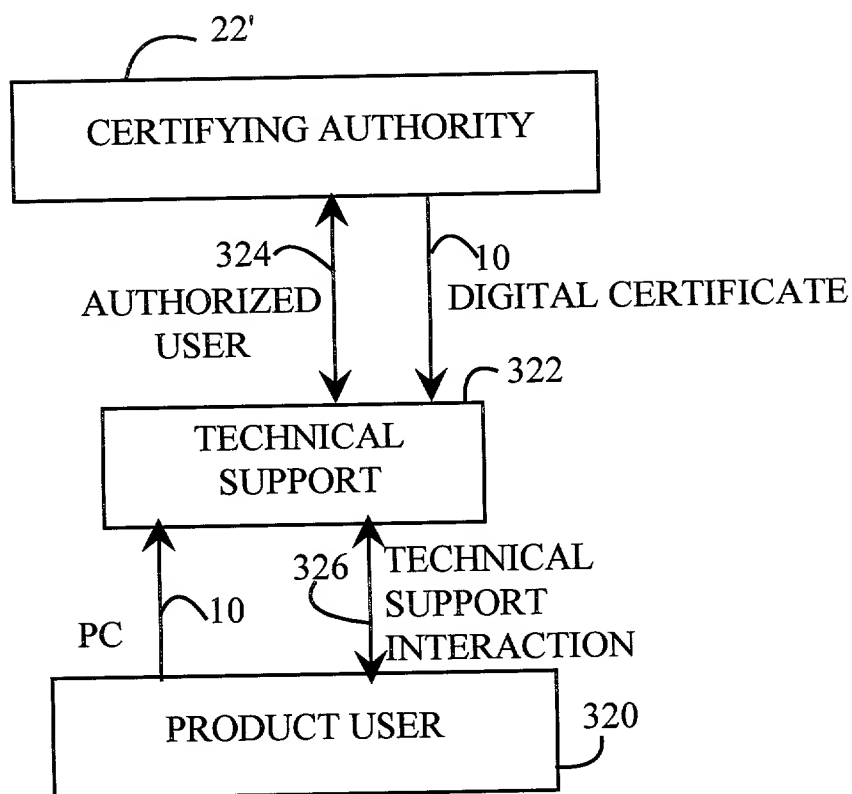 22'
CERTIFYING AUTHORITY
324
10
AUTHORIZED
USER
DIGITAL CERTIFICATE
322
TECHNICAL
SUPPORT
326
TECHNICAL
SUPPORT
INTERACTION
10
PC
PRODUCT USER
320